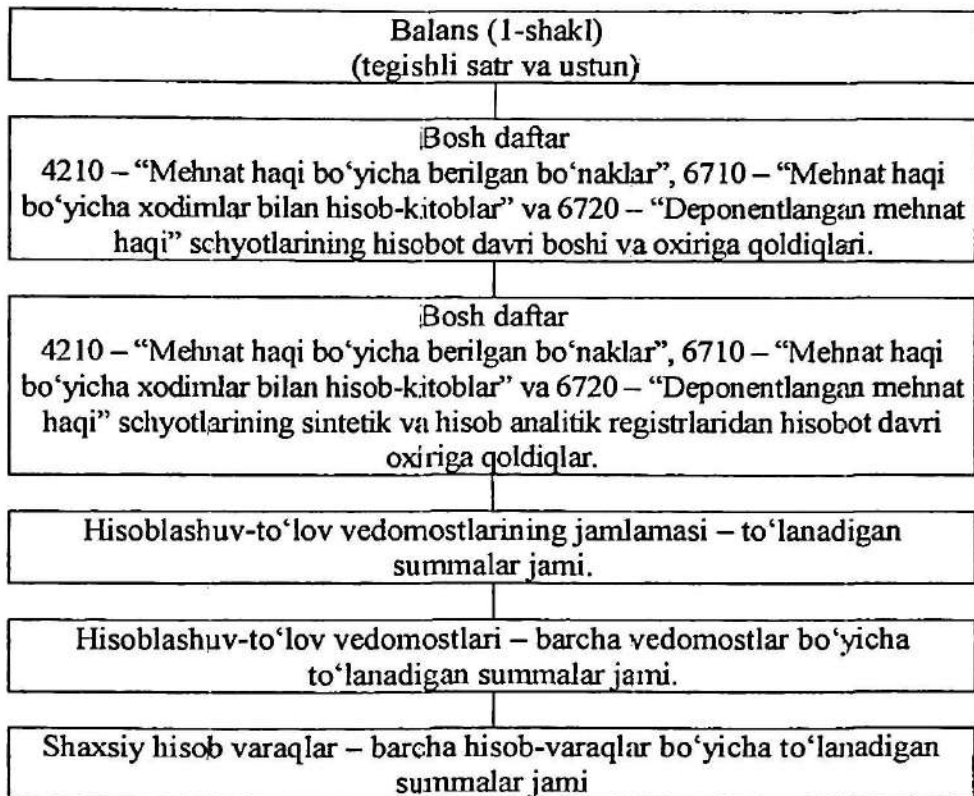 Balans (1-shakl)
(tegishli satr va ustun)
Bosh daftar
4210 – “Mehnat haqi bo‘yicha berilgan bo‘naklar”, 6710 – “Mehnat haqi
bo‘yicha xodimlar bilan hisob-kitoblar” va 6720 – “Deponentlangan mehnat
haqi” schyotlarining hisobot davri boshi va oxiriga qoldiqlari.
Bosh daftar
4210 – “Mehnat haqi bo‘yicha berilgan bo‘naklar”, 6710 – “Mehnat haqi
bo‘yicha xodimlar bilan hisob-kitoblar” va 6720 – “Deponentlangan mehnat
haqi” schyotlarining sintetik va hisob analitik registrlaridan hisobot davri
oxiriga qoldiqlar.
Hisoblashuv-to‘lov vedomostlarining jamlamasi – to‘lanadigan
summalar jami.
Hisoblashuv-to‘lov vedomostlari – barcha vedomostlar bo‘yicha
to‘lanadigan summalar jami.
Shaxsiy hisob varaqlar – barcha hisob-varaqlar bo‘yicha to‘lanadigan
summalar jami